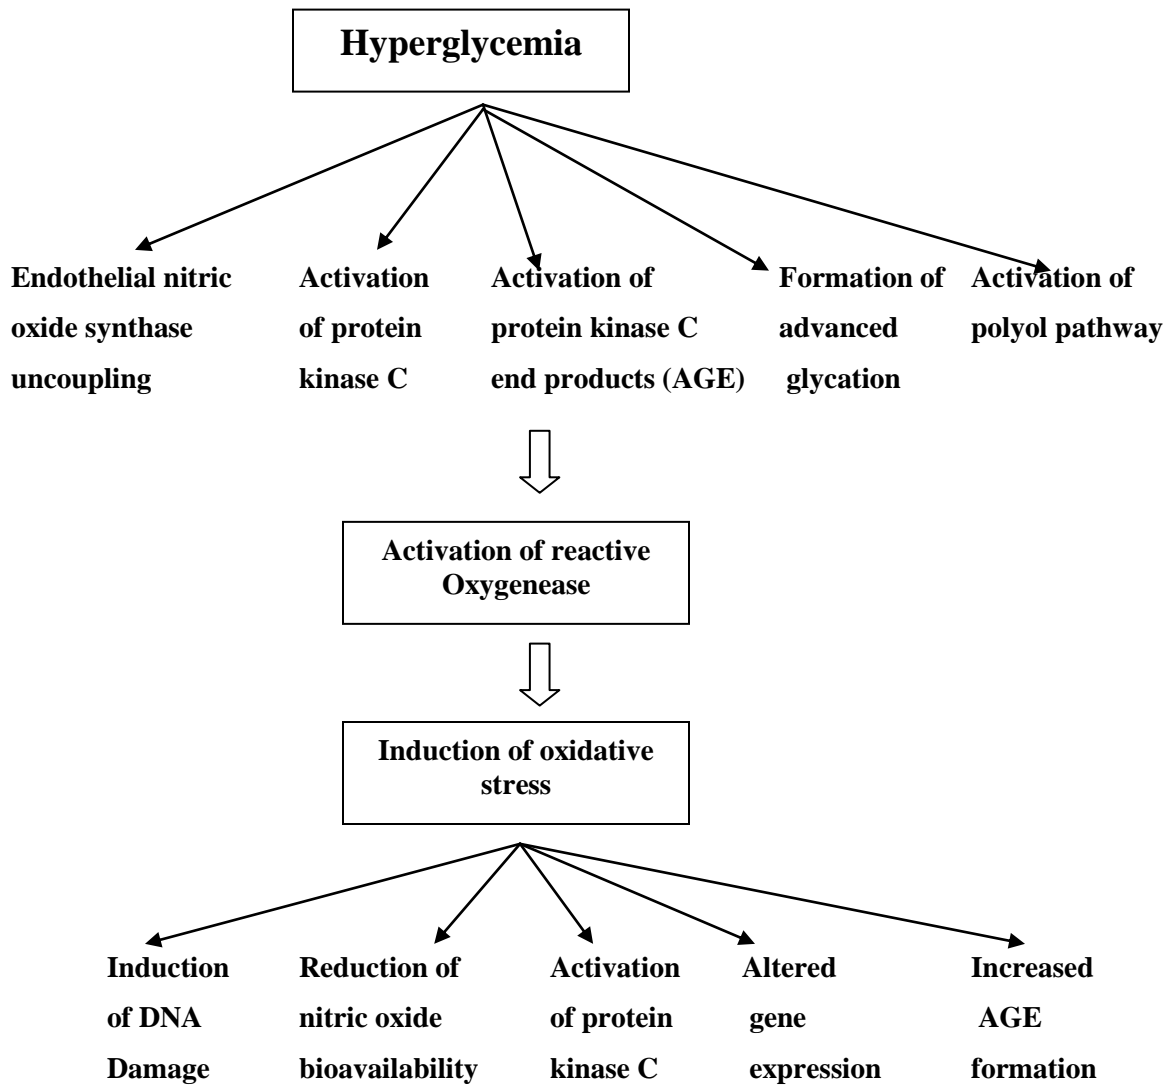 Hyperglycemia
Endothelial nitric
oxide synthase
uncoupling
Activation
of protein
kinase C
Activation of
protein kinase C
end products (AGE)
Formation of
advanced
glycation
Activation of
polyol pathway
Activation of reactive
Oxygenease
Induction of oxidative
stress
Induction
of DNA
Damage
Reduction of
nitric oxide
bioavailability
Activation
of protein
kinase C
Altered
gene
expression
Increased
AGE
formation